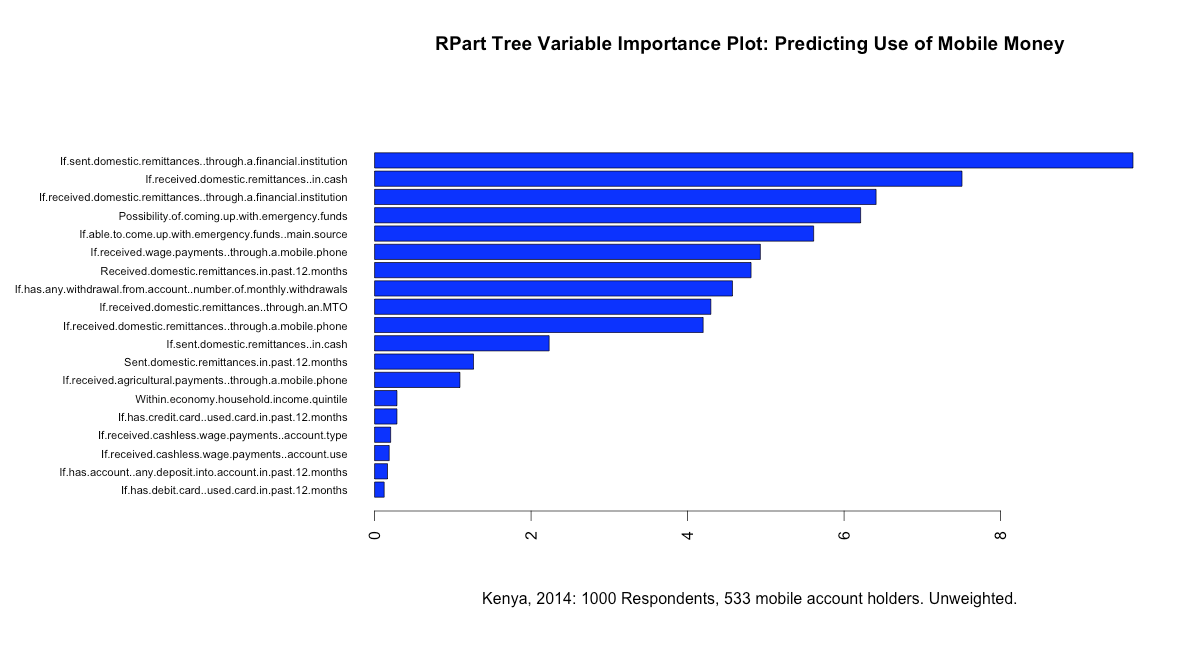 RPart Tree Variable Importance Plot: Predicting Use of Mobile Money
If.sent.domestic.remittances..through.a.financial.institution
If.received.domestic.remittances..in.cash
If.received.domestic.remittances..through.a.financial.institution
Possibility.of.coming.up.with.emergency.funds
If.able.to.come.up.with.emergency.funds..main.source
If.received.wage.payments..through.a.mobile.phone
Received.domestic.remittances.in.past.12.months
If.has.any.withdrawal.from.account..number.of.monthly.withdrawals
If.received.domestic.remittances..through.an.MTO
If.received.domestic.remittances..through.a.mobile.phone
If.sent.domestic.remittances..in.cash
Sent.domestic.remittances.in.past.12.months
If.received.agricultural.payments..through.a.mobile.phone
Within.economy.household.income.quintile
If.has.credit.card..used.card.in.past.12.months
If.received.cashless.wage.payments..account.type
If.received.cashless.wage.payments..account.use
If.has.account..any.deposit.into.account.in.past.12.months
If.has.debit.card..used.card.in.past.12.months
0 2 4 6 8
Kenya, 2014: 1000 Respondents, 533 mobile account holders. Unweighted.